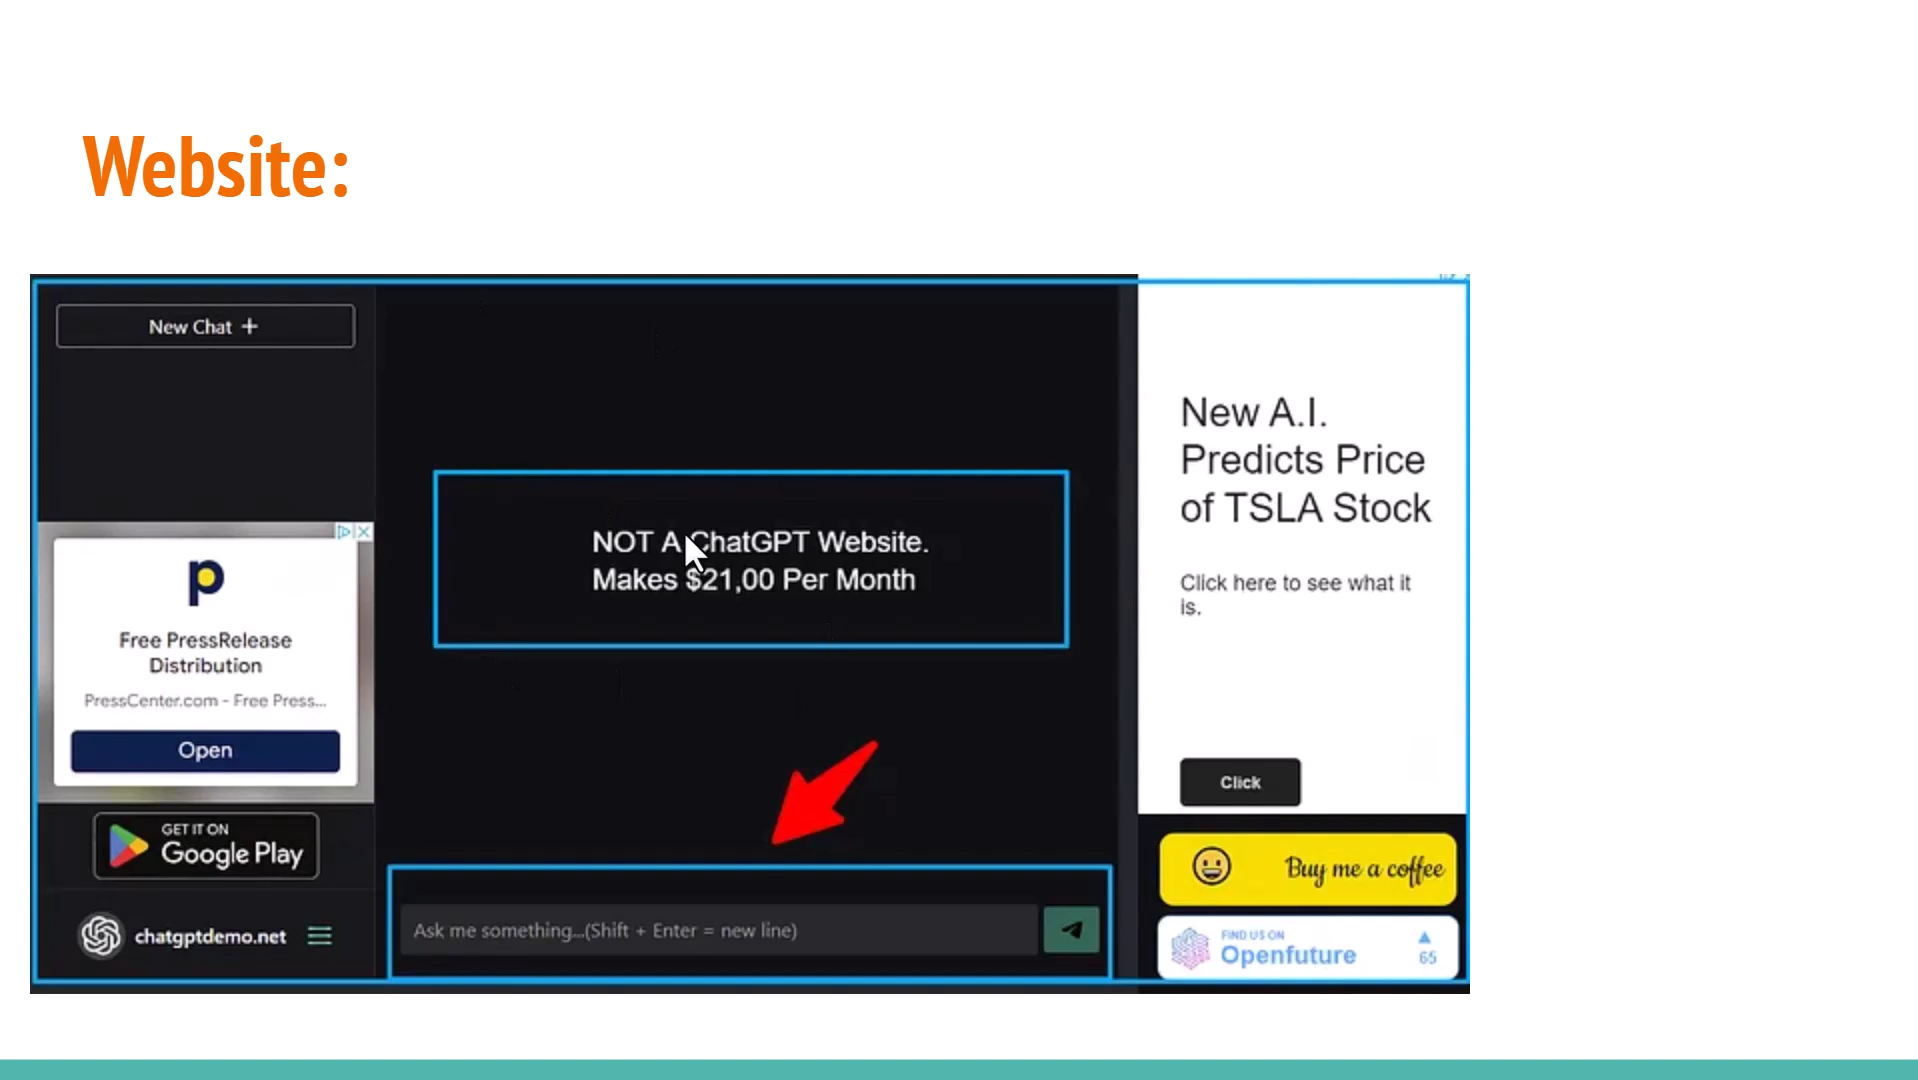 Website:
New Chat +
Free PressRelease
Distribution
PressCenter.com - Free Press...
Open
GET IT ON
Google Play
chatgptdemo.net
NOT A ChatGPT Website.
Makes $21,00 Per Month
Ask me something...(Shift + Enter = new line)
New A.I.
Predicts Price
of TSLA Stock
Click here to see what it
is.
Click
Buy me a coffee
FIND US ON
Openfuture
65